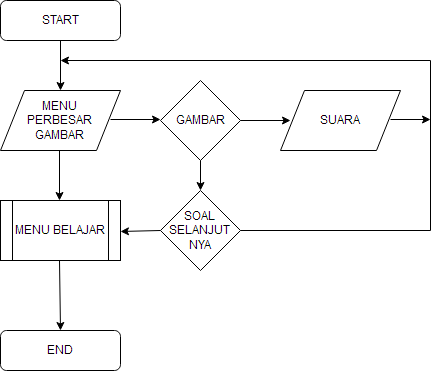 START
MENU
PERBESAR
GAMBAR
GAMBAR
SUARA
MENU BELAJAR
SOAL
SELANJUT
NYA
END